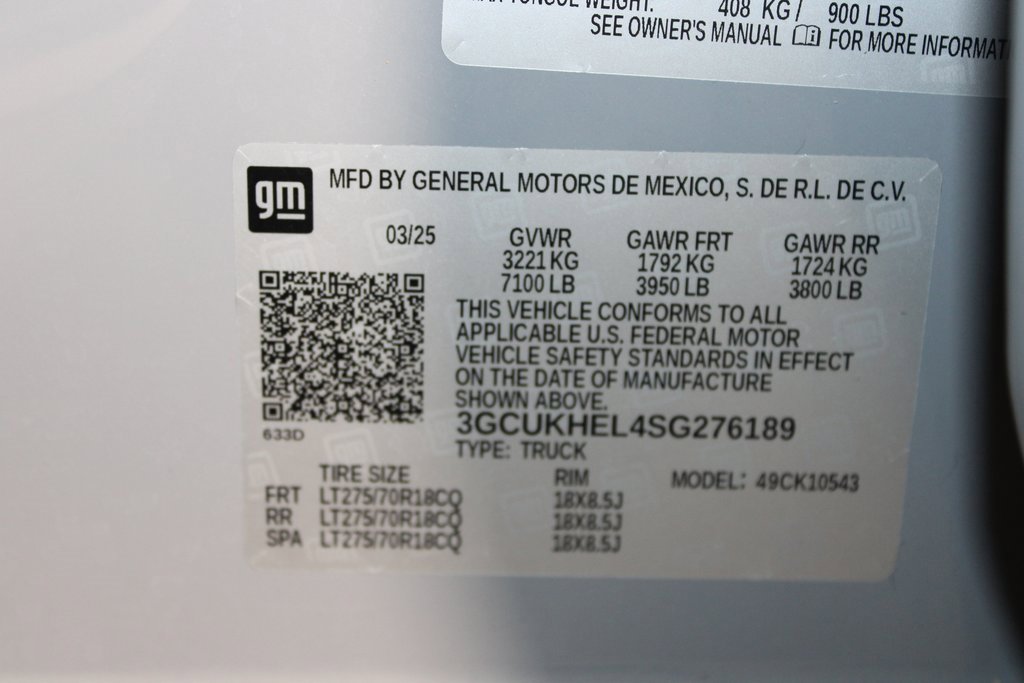 MAX TONGUE WEIGHT: 408 KG / 900 LBS
SEE OWNER'S MANUAL FOR MORE
gm
MFD BY GENERAL MOTORS DE MEXICO, S. DE R.L. DE C.V.
03/25 GVWR GAWR FRT GAWR RR
3221 KG 1792 KG 1724 KG
7100 LB 3950 LB 3800 LB
THIS VEHICLE CONFORMS TO ALL
APPLICABLE U.S. FEDERAL MOTOR
VEHICLE SAFETY STANDARDS IN EFFECT
ON THE DATE OF MANUFACTURE
SHOWN ABOVE.
3GCUKHEL4SG276189
633D
TYPE: TRUCK
TIRE SIZE RIM MODEL: 49CK10543
FRT LT275/70R18CQ 18X8.5J
RR LT275/70R18CQ 18X8.5J
SPA LT275/70R18CQ 18X8.5J